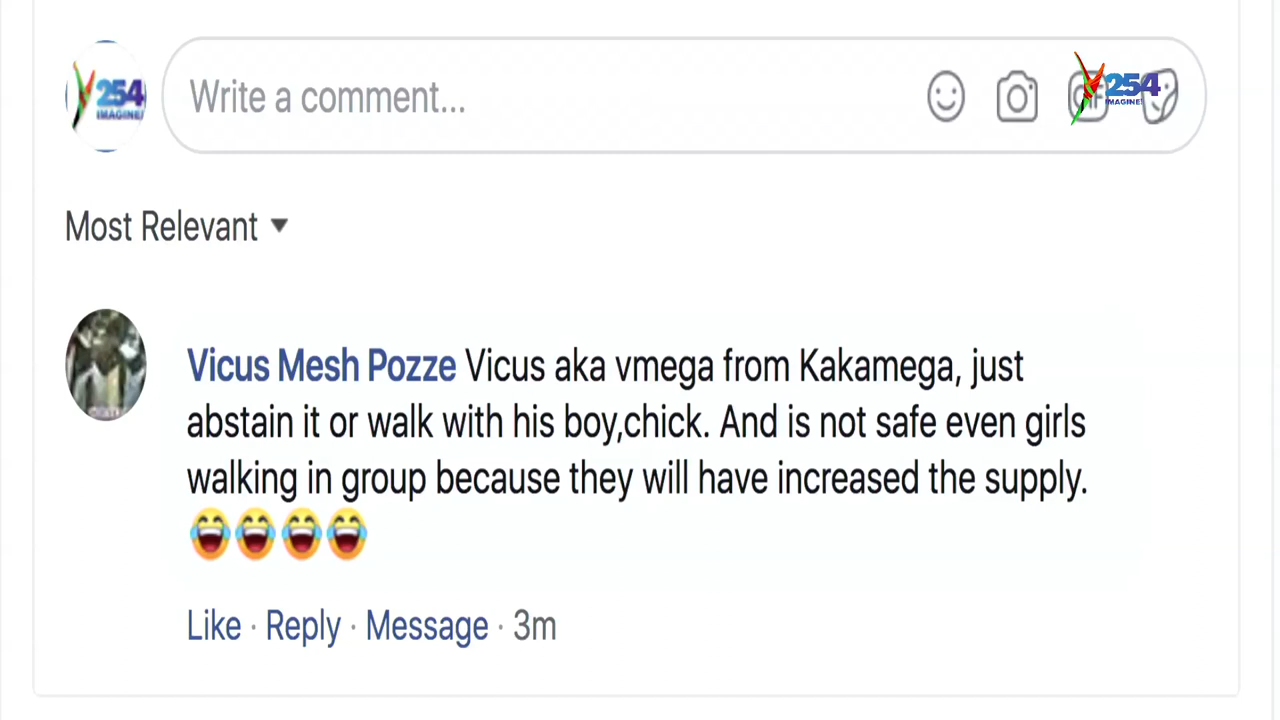 254
IMAGINE!
Write a comment...
GIF
254
IMAGINE!
Most Relevant
Vicus Mesh Pozze Vicus aka vmega from Kakamega, just
abstain it or walk with his boy,chick. And is not safe even girls
walking in group because they will have increased the supply.
😂😂😂😂
Like · Reply · Message · 3m